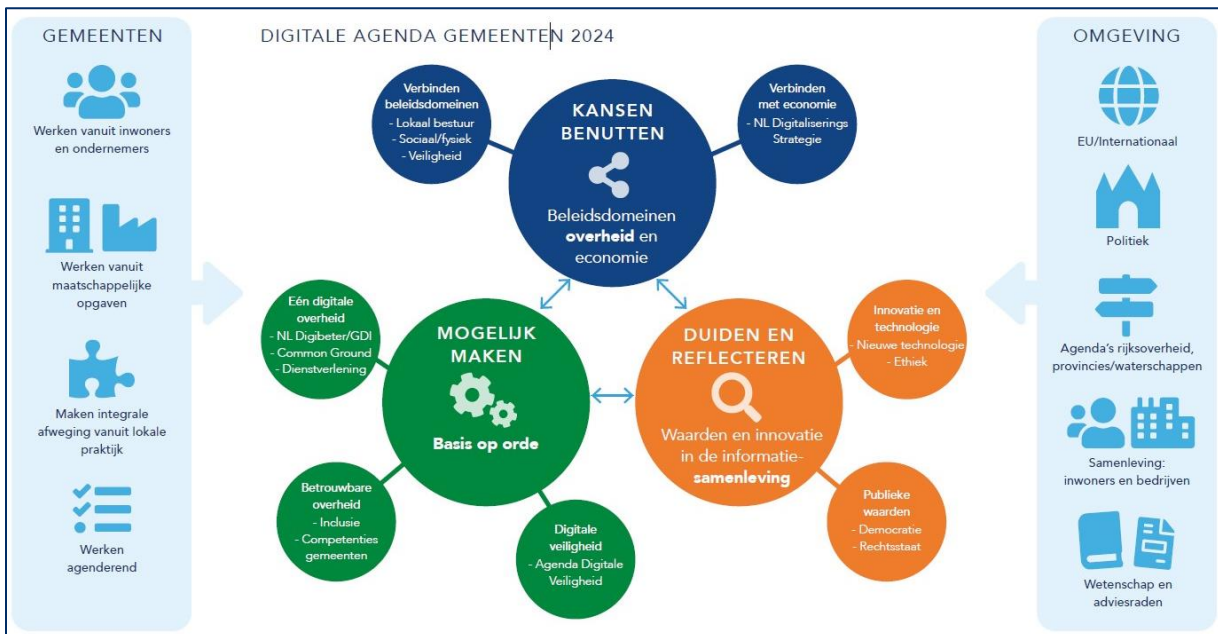 GEMEENTEN
Werken vanuit inwoners
en ondernemers
Werken vanuit
maatschappelijke
opgaven
Maken integrale
afweging vanuit lokale
praktijk
Werken
agenderend
DIGITALE AGENDA GEMEENTEN 2024
Verbinden
beleidsdomeinen
- Lokaal bestuur
- Sociaal/fysiek
- Veiligheid
KANSEN
BENUTTEN
Beleidsdomeinen
overheid en
economie
Verbinden
met economie
- NL Digitaliserings
Strategie
Eén digitale
overheid
- NL Digibeter/GDI
- Common Ground
- Dienstverlening
MOGELIJK
MAKEN
Basis op orde
Betrouwbare
overheid
- Inclusie
- Competenties
gemeenten
Digitale
veiligheid
- Agenda Digitale
Veiligheid
DUIDEN EN
REFLECTEREN
Waarden en innovatie
in de informatie-
samenleving
Innovatie en
technologie
- Nieuwe technologie
- Ethiek
Publieke
waarden
- Democratie
- Rechtsstaat
OMGEVING
EU/Internationaal
Politiek
Agenda's rijksoverheid,
provincies/waterschappen
Samenleving:
inwoners en bedrijven
Wetenschap en
adviesraden